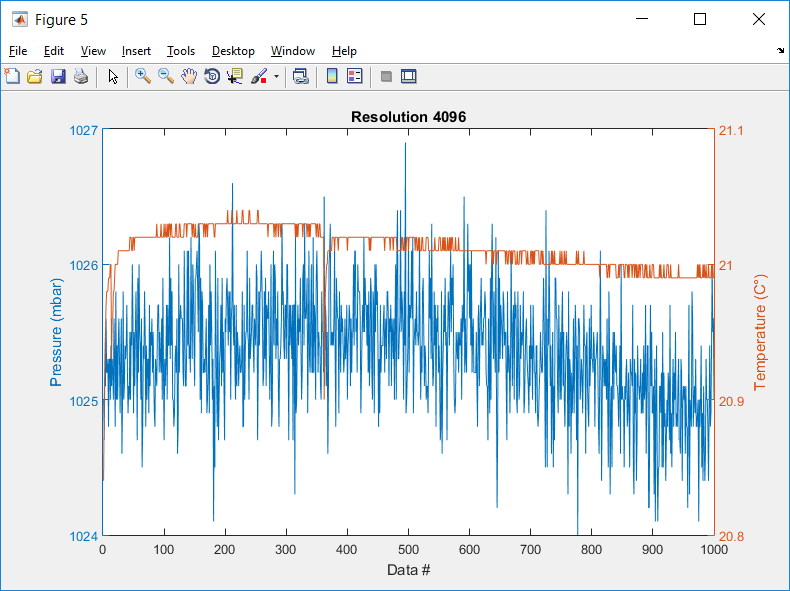 Figure 5
File Edit View Insert Tools Desktop Window Help
Resolution 4096
1027
1026
1025
1024
Pressure (mbar)
21.1
21
20.9
20.8
Temperature (C°)
0 100 200 300 400 500 600 700 800 900 1000
Data #